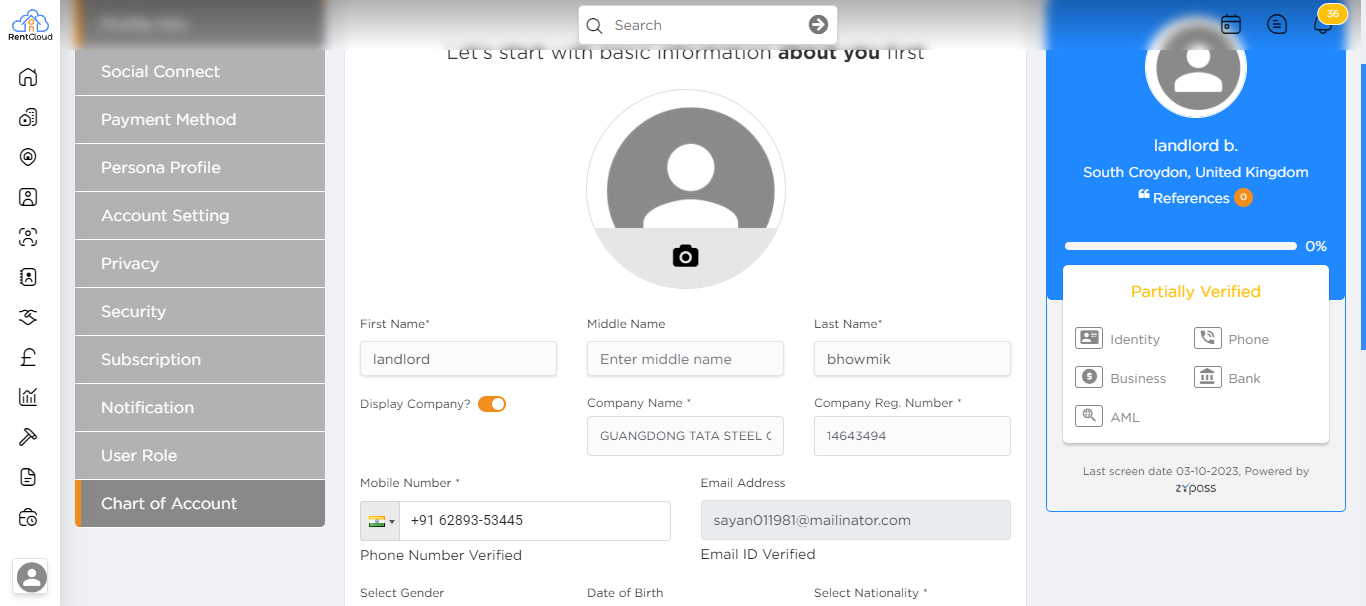 RentCloud
Search
36
Social Connect
Payment Method
Persona Profile
Account Setting
Privacy
Security
Subscription
Notification
User Role
Chart of Account
Let's start with basic information about you first
First Name*
Middle Name
Last Name*
landlord
Enter middle name
bhowmik
Display Company?
Company Name *
Company Reg. Number *
GUANGDONG TATA STEEL C
14643494
Mobile Number *
Email Address
+91 62893-53445
sayan011981@mailinator.com
Phone Number Verified
Email ID Verified
Select Gender
Date of Birth
Select Nationality *
landlord b.
South Croydon, United Kingdom
References 0
0%
Partially Verified
Identity
Phone
Business
Bank
AML
Last screen date 03-10-2023, Powered by
zyposs